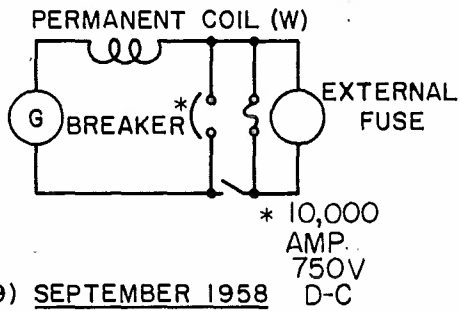 PERMANENT COIL (W)
G
BREAKER *
EXTERNAL
FUSE
* 10,000
AMP.
750V
D-C
9) SEPTEMBER 1958